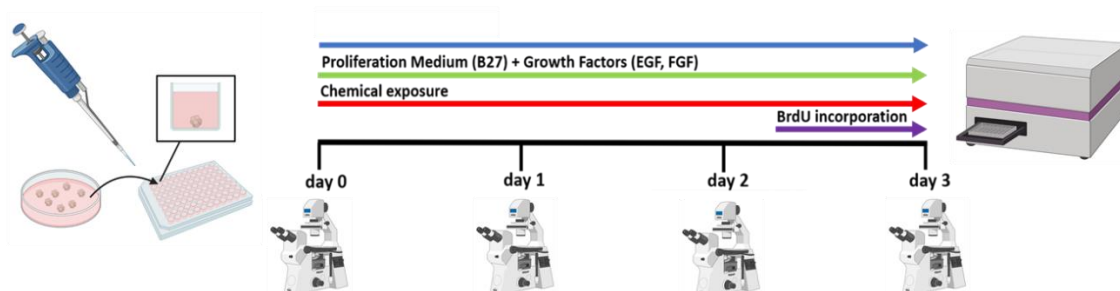 Proliferation Medium (B27) + Growth Factors (EGF, FGF)
Chemical exposure
BrdU incorporation
day 0 day 1 day 2 day 3